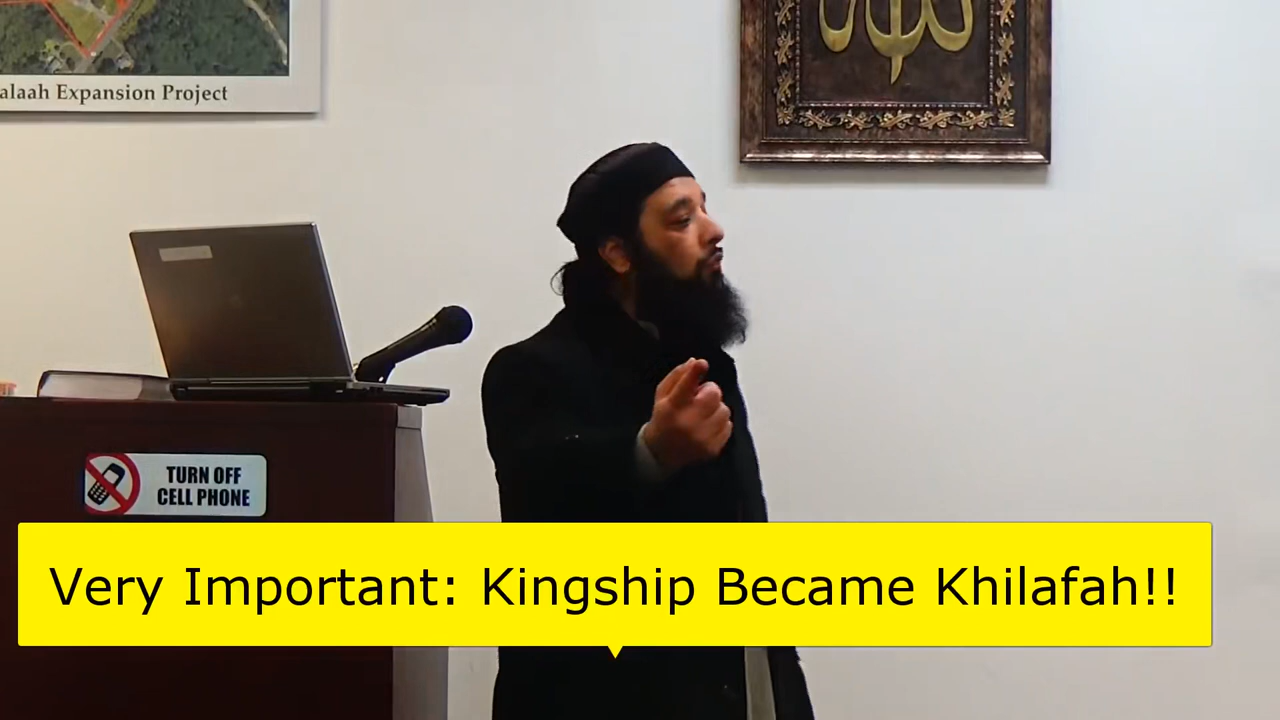 alaah Expansion Project
TURN OFF
CELL PHONE
Very Important: Kingship Became Khilafah!!